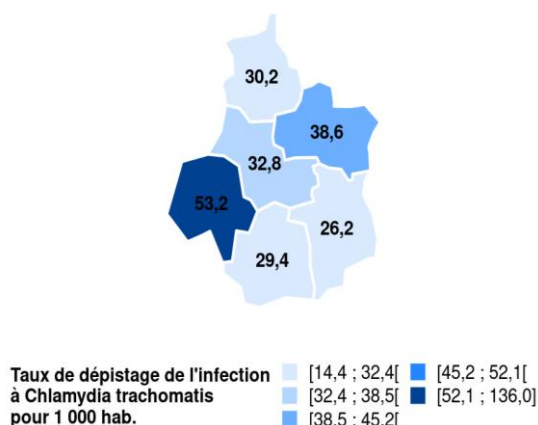 30,2
38,6
32,8
53,2
26,2
29,4
Taux de dépistage de l'infection
à Chlamydia trachomatis
pour 1 000 hab.
[14,4 ; 32,4[
[32,4 ; 38,5[
[38,5 ; 45,2[
[45,2 ; 52,1[
[52,1 ; 136,0]